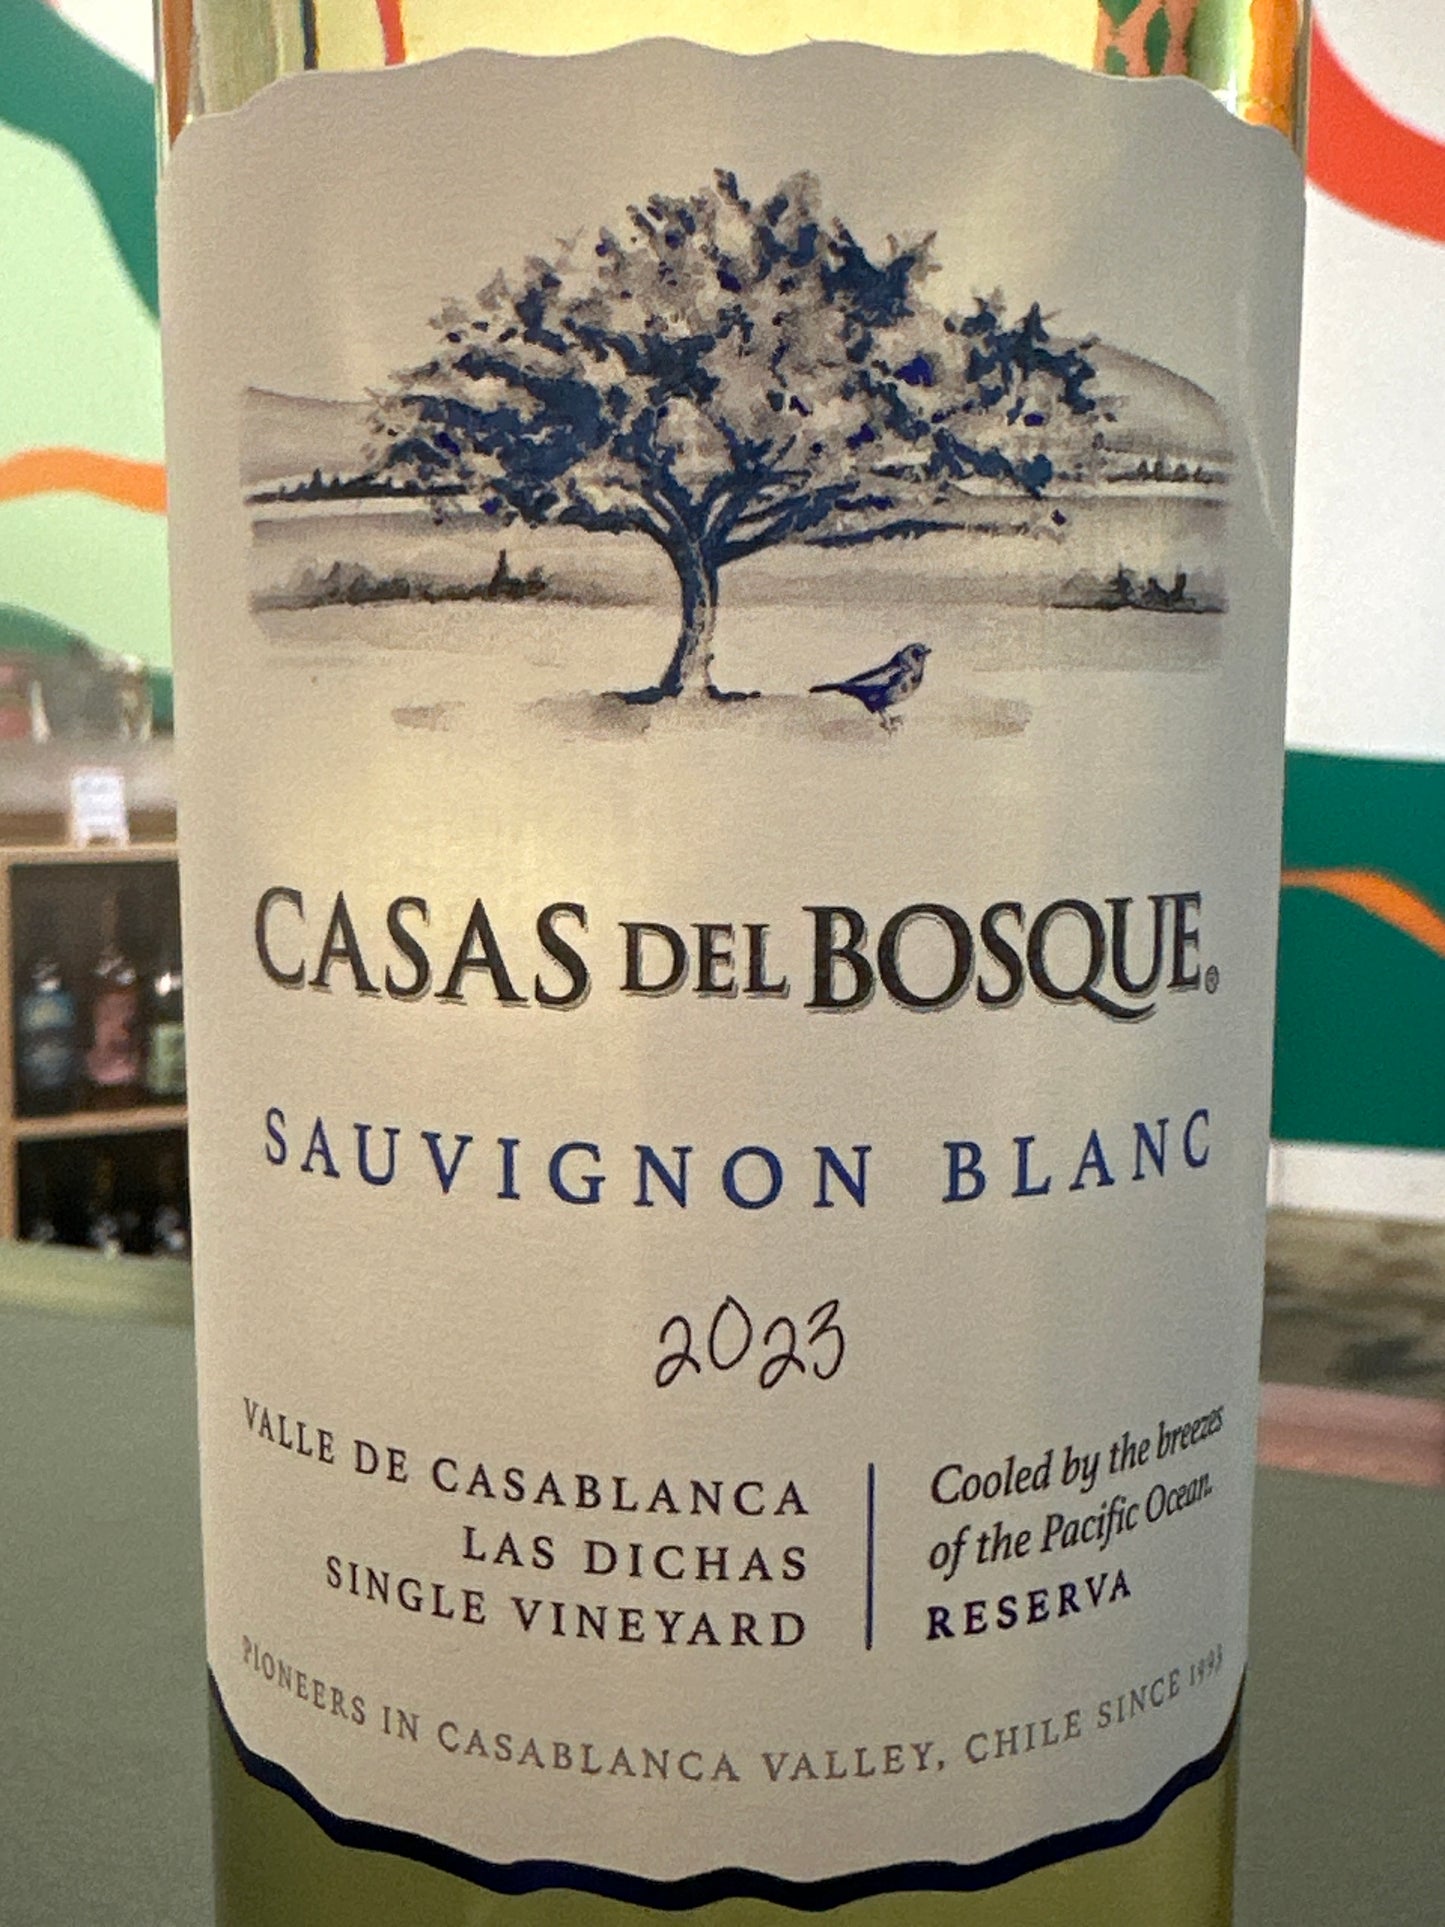 CASAS DEL BOSQUE®
SAUVIGNON BLANC
2023
VALLE DE CASABLANCA
LAS DICHAS
SINGLE VINEYARD
Cooled by the breezes
of the Pacific Ocean.
RESERVA
PIONEERS IN CASABLANCA VALLEY, CHILE SINCE 1993